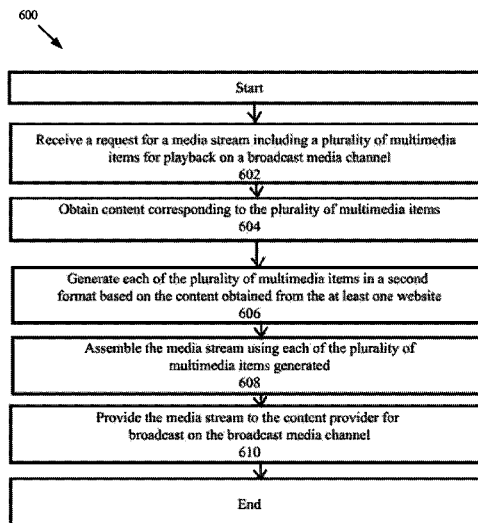 600
Start
Receive a request for a media stream including a plurality of multimedia
items for playback on a broadcast media channel
602
Obtain content corresponding to the plurality of multimedia items
604
Generate each of the plurality of multimedia items in a second
format based on the content obtained from the at least one website
606
Assemble the media stream using each of the plurality of
multimedia items generated
608
Provide the media stream to the content provider for
broadcast on the broadcast media channel
610
End